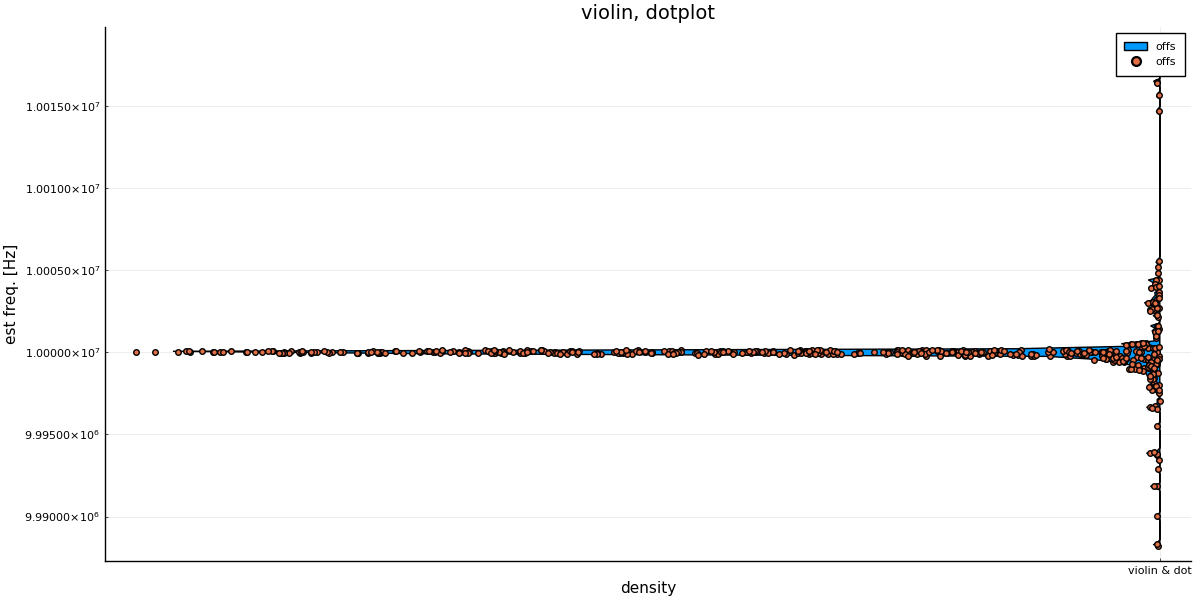 violin, dotplot
offs
offs
1.00150×10⁷
1.00100×10⁷
1.00050×10⁷
1.00000×10⁷
9.99500×10⁶
9.99000×10⁶
est freq. [Hz]
violin & dot
density